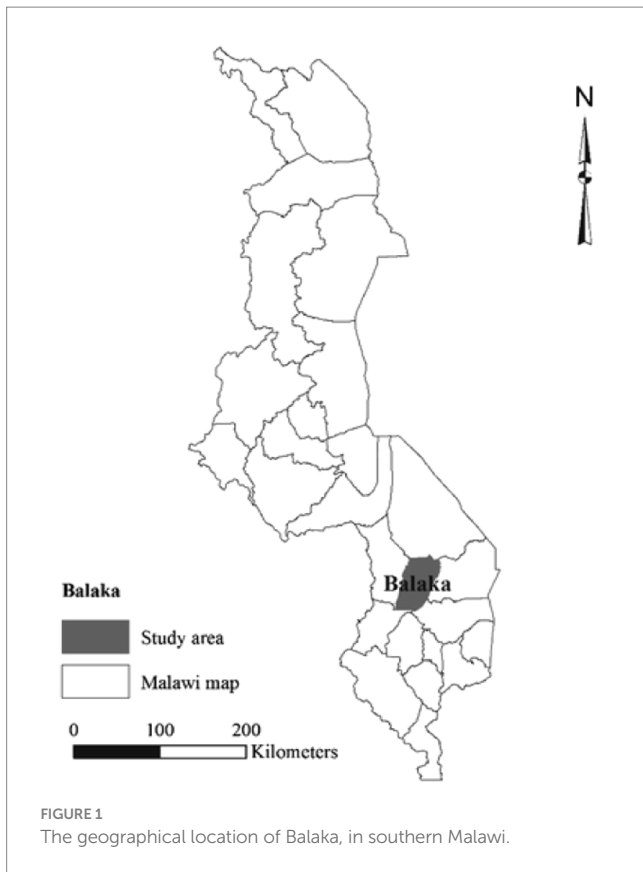 N
Balaka
Balaka
Study area
Malawi map
0 100 200
Kilometers
FIGURE 1
The geographical location of Balaka, in southern Malawi.